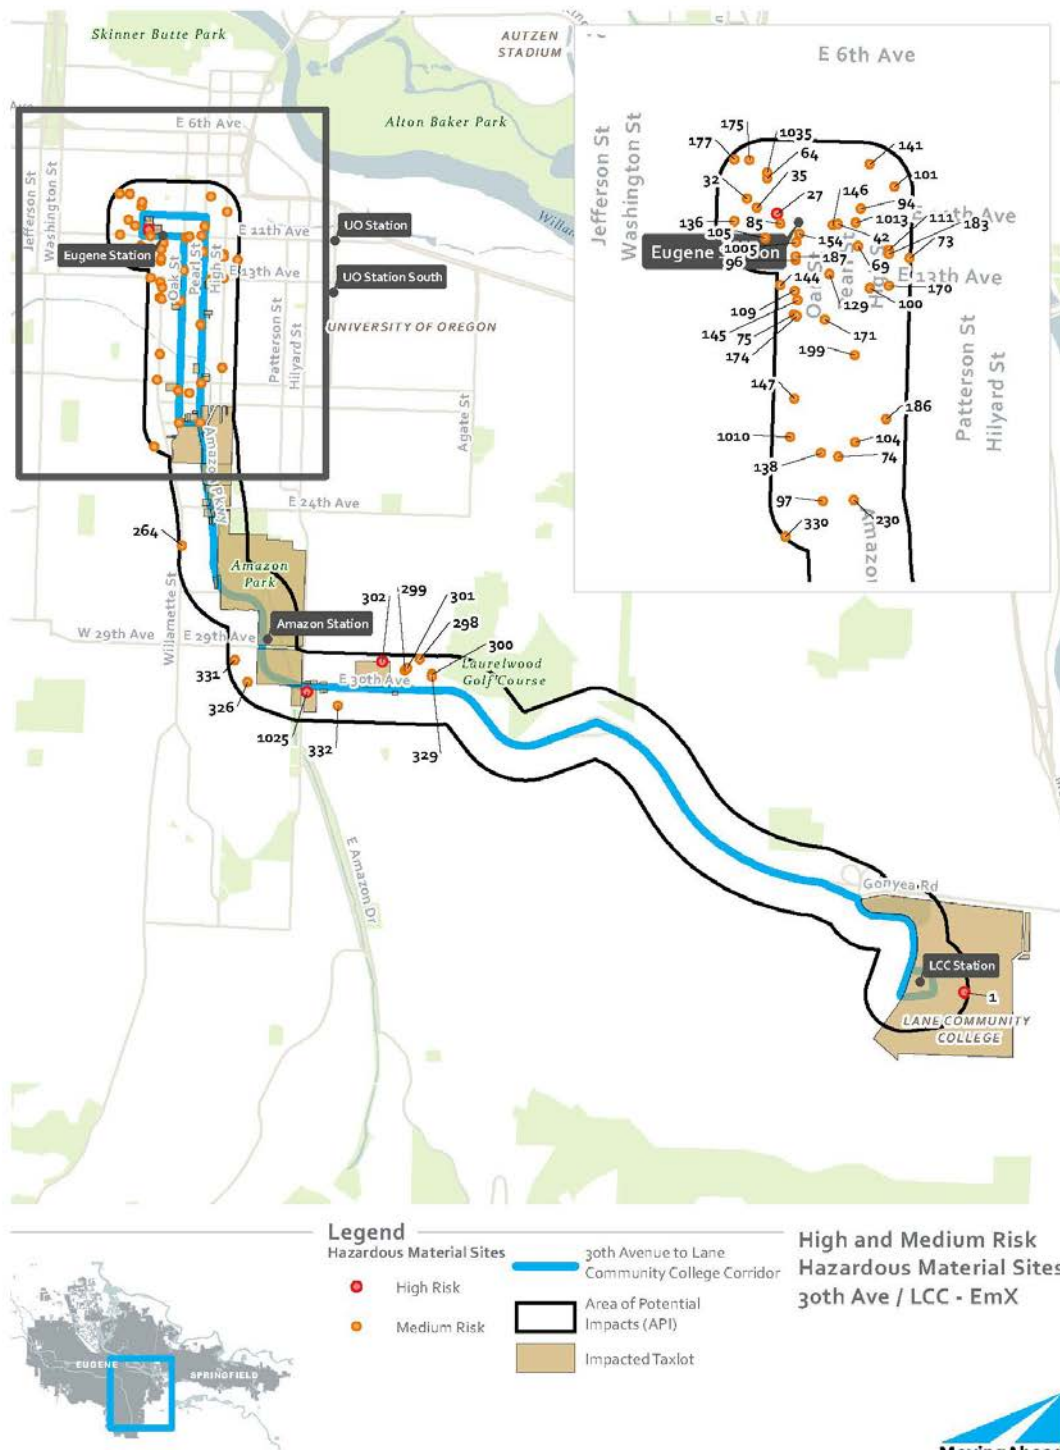 Skinner Butte Park
AUTZEN
STADIUM
Alton Baker Park
E 6th Ave
Jefferson St
Washington St
E 11th Ave
UO Station
Eugene Station
Oak St
Pearl St
High St
E 13th Ave
UO Station South
UNIVERSITY OF OREGON
Patterson St
Hilyard St
Agate St
Amazon Pkwy
E 24th Ave
264
Willamette St
Amazon
Park
W 29th Ave
E 29th Ave
Amazon Station
302
299
301
298
300
Laurelwood
Golf Course
E 30th Ave
331
326
1025
332
329
E Amazon Dr
Gonyea Rd
LCC Station
1
LANE COMMUNITY
COLLEGE
E 6th Ave
Jefferson St
Washington St
177
175
1035
64
141
32
35
27
146
101
94
1013
111
183
136
85
105
1005
154
42
73
Eugene Station
96
187
69
E 13th Ave
144
Oak St
High St
129
100
170
109
145
75
174
171
199
147
186
1010
104
138
74
97
230
330
Patterson St
Hilyard St
Legend
Hazardous Material Sites
High Risk
Medium Risk
30th Avenue to Lane
Community College Corridor
Area of Potential
Impacts (API)
Impacted Taxlot
High and Medium Risk
Hazardous Material Sites
30th Ave / LCC - EmX
EUGENE
SPRINGFIELD